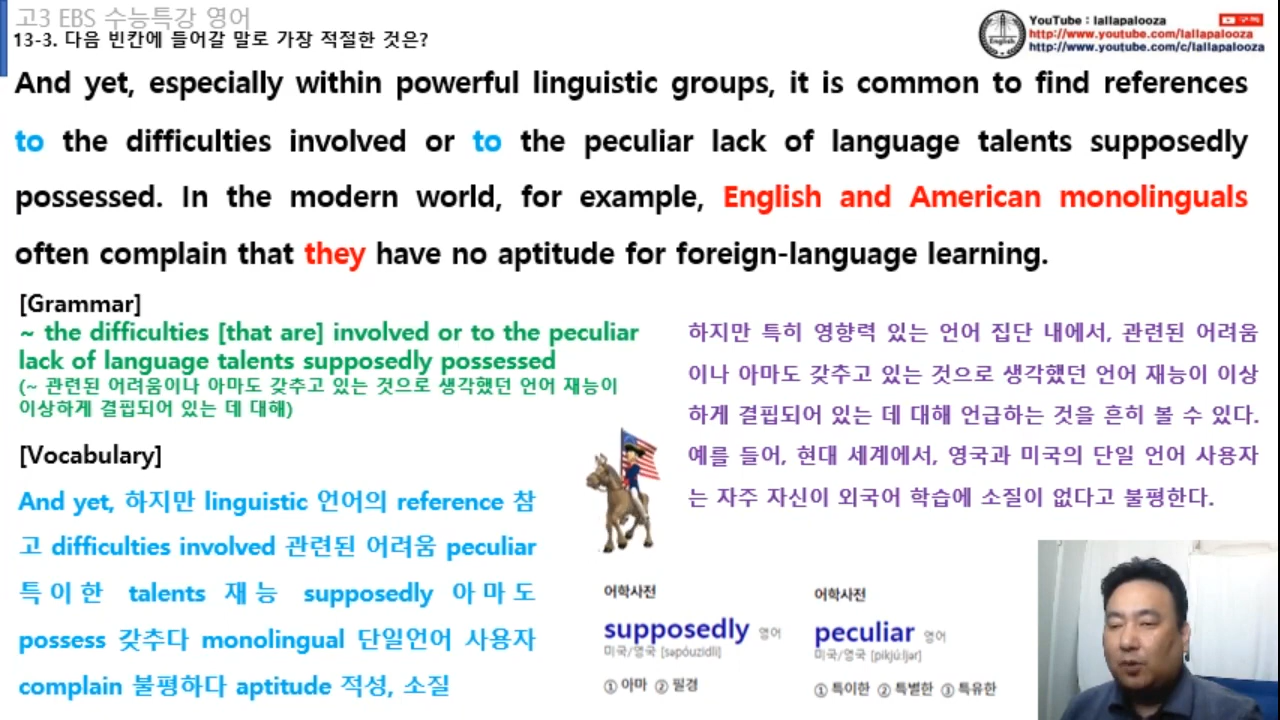 고3 EBS 수능특강 영어
13-3. 다음 빈칸에 들어갈 말로 가장 적절한 것은?
YouTube : lallapalooza
구독
http://www.youtube.com/lallapalooza
http://www.youtube.com/c/lallapalooza
English
And yet, especially within powerful linguistic groups, it is common to find references
to the difficulties involved or to the peculiar lack of language talents supposedly
possessed. In the modern world, for example, English and American monolinguals
often complain that they have no aptitude for foreign-language learning.
[Grammar]
~ the difficulties [that are] involved or to the peculiar
lack of language talents supposedly possessed
(~ 관련된 어려움이나 아마도 갖추고 있는 것으로 생각했던 언어 재능이
이상하게 결핍되어 있는 데 대해)
[Vocabulary]
And yet, 하지만 linguistic 언어의 reference 참
고 difficulties involved 관련된 어려움 peculiar
특이한 talents 재능 supposedly 아마도
possess 갖추다 monolingual 단일언어 사용자
complain 불평하다 aptitude 적성, 소질
하지만 특히 영향력 있는 언어 집단 내에서, 관련된 어려움
이나 아마도 갖추고 있는 것으로 생각했던 언어 재능이 이상
하게 결핍되어 있는 데 대해 언급하는 것을 흔히 볼 수 있다.
예를 들어, 현대 세계에서, 영국과 미국의 단일 언어 사용자
는 자주 자신이 외국어 학습에 소질이 없다고 불평한다.
어학사전
supposedly 영어
미국/영국 [səpóuzidli]
① 아마 ② 필경
어학사전
peculiar 영어
미국/영국 [pikjú:ljər]
① 특이한 ② 특별한 ③ 특유한